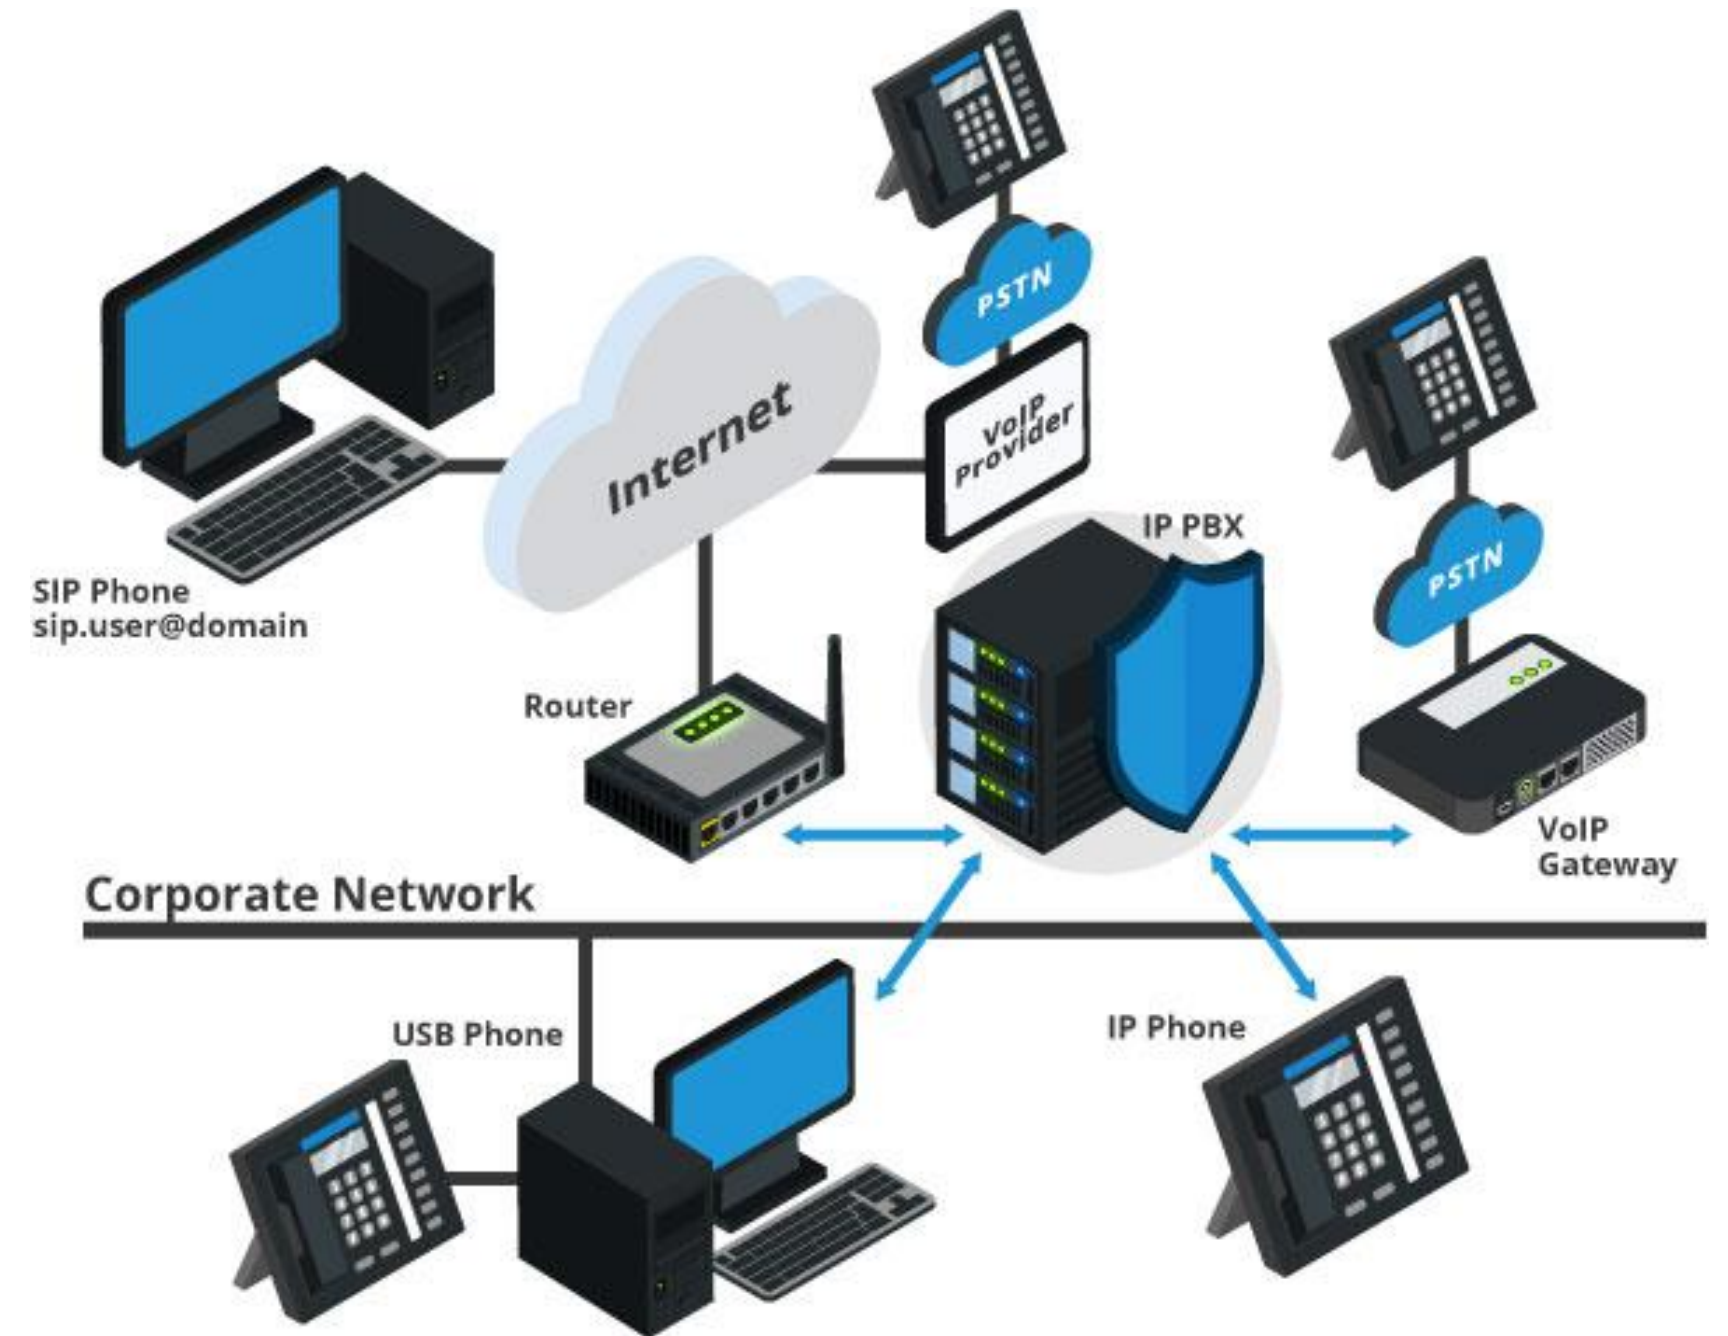 PSTN
Internet
VoIP
Provider
IP PBX
PSTN
SIP Phone
sip.user@domain
Router
VoIP
Gateway
Corporate Network
USB Phone
IP Phone